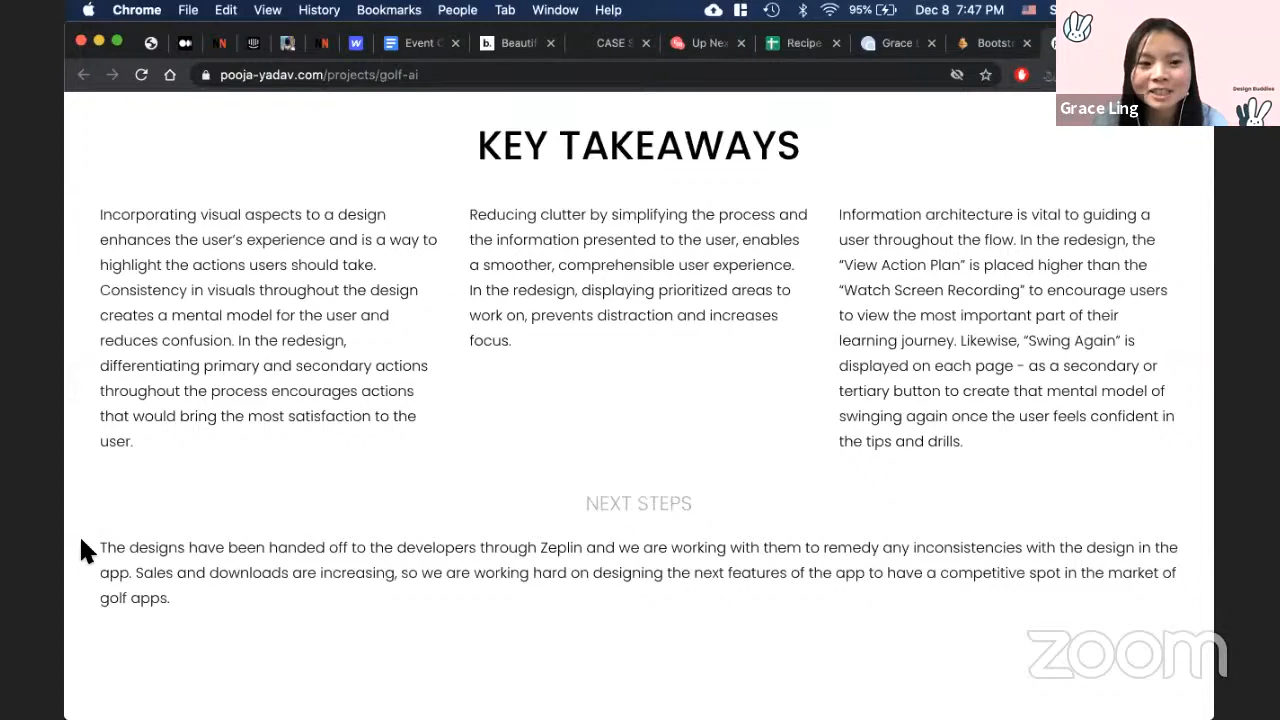 Chrome File Edit View History Bookmarks People Tab Window Help 95% Dec 8 7:47 PM
Event C Beautif CASE S Up Nex Recipe Grace L Bootst
pooja-yadav.com/projects/golf-ai
Design Buddies
Grace Ling
KEY TAKEAWAYS
Incorporating visual aspects to a design
enhances the user's experience and is a way to
highlight the actions users should take.
Consistency in visuals throughout the design
creates a mental model for the user and
reduces confusion. In the redesign,
differentiating primary and secondary actions
throughout the process encourages actions
that would bring the most satisfaction to the
user.
Reducing clutter by simplifying the process and
the information presented to the user, enables
a smoother, comprehensible user experience.
In the redesign, displaying prioritized areas to
work on, prevents distraction and increases
focus.
Information architecture is vital to guiding a
user throughout the flow. In the redesign, the
“View Action Plan” is placed higher than the
“Watch Screen Recording” to encourage users
to view the most important part of their
learning journey. Likewise, “Swing Again” is
displayed on each page - as a secondary or
tertiary button to create that mental model of
swinging again once the user feels confident in
the tips and drills.
NEXT STEPS
The designs have been handed off to the developers through Zeplin and we are working with them to remedy any inconsistencies with the design in the
app. Sales and downloads are increasing, so we are working hard on designing the next features of the app to have a competitive spot in the market of
golf apps.
zoom